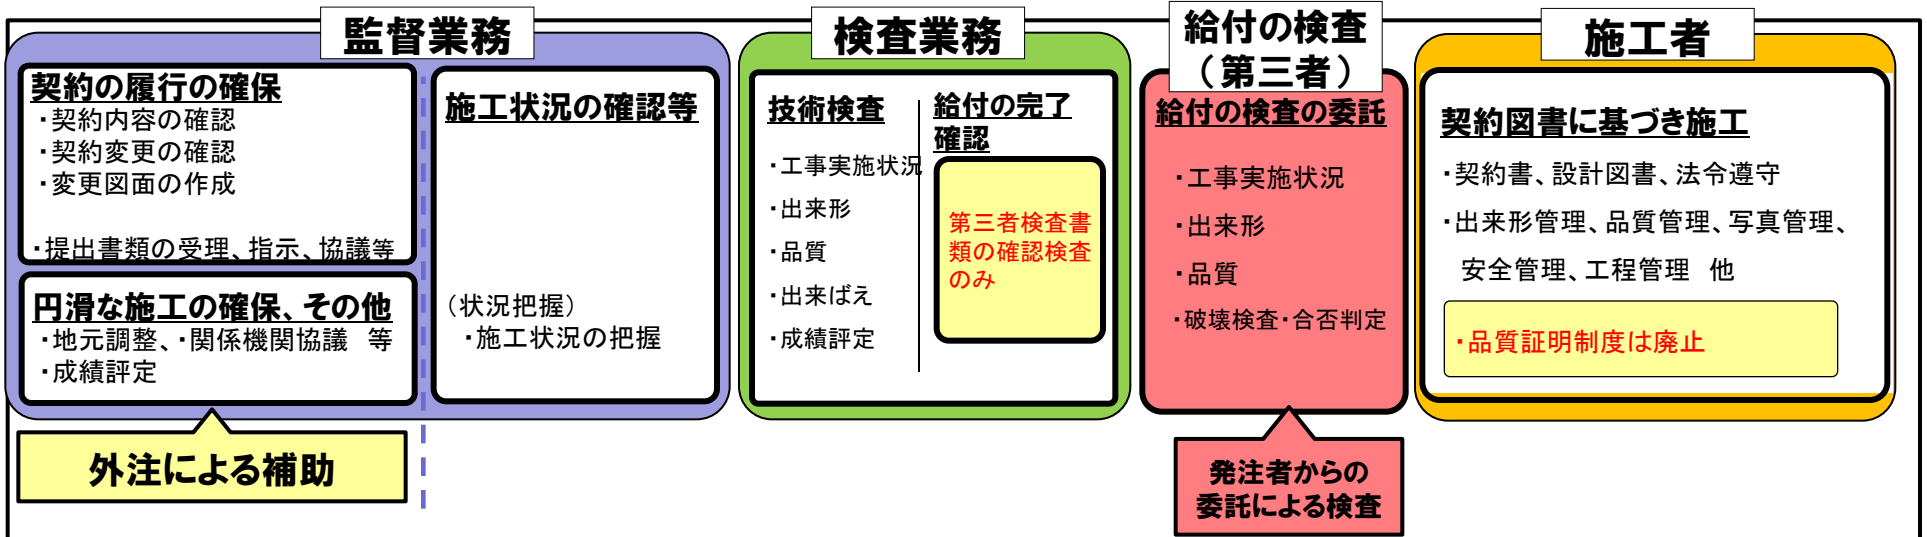 監督業務
契約の履行の確保
・契約内容の確認
・契約変更の確認
・変更図面の作成
・提出書類の受理、指示、協議等
円滑な施工の確保、その他
・地元調整、・関係機関協議　等
・成績評定
外注による補助
施工状況の確認等
（状況把握）
・施工状況の把握
検査業務
技術検査
・工事実施状況
・出来形
・品質
・出来ばえ
・成績評定
給付の完了
確認
第三者検査書
類の確認検査
のみ
給付の検査
（第三者）
給付の検査の委託
・工事実施状況
・出来形
・品質
・破壊検査・合否判定
発注者からの
委託による検査
施工者
契約図書に基づき施工
・契約書、設計図書、法令遵守
・出来形管理、品質管理、写真管理、
安全管理、工程管理　他
・品質証明制度は廃止